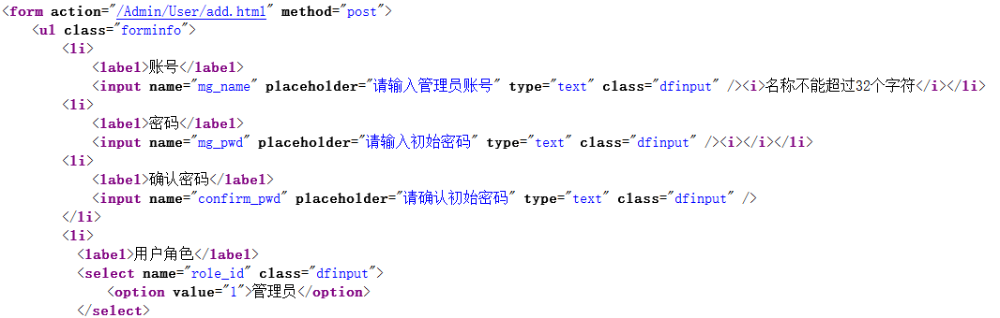 <form action="/Admin/User/add.html" method="post">
<ul class="forminfo">
<li>
<label>账号</label>
<input name="mg_name" placeholder="请输入管理员账号" type="text" class="dfinput" /><i>名称不能超过32个字符</i></li>
<li>
<label>密码</label>
<input name="mg_pwd" placeholder="请输入初始密码" type="text" class="dfinput" /><i></i></li>
<li>
<label>确认密码</label>
<input name="confirm_pwd" placeholder="请确认初始密码" type="text" class="dfinput" />
</li>
<li>
<label>用户角色</label>
<select name="role_id" class="dfinput">
<option value="1">管理员</option>
</select>